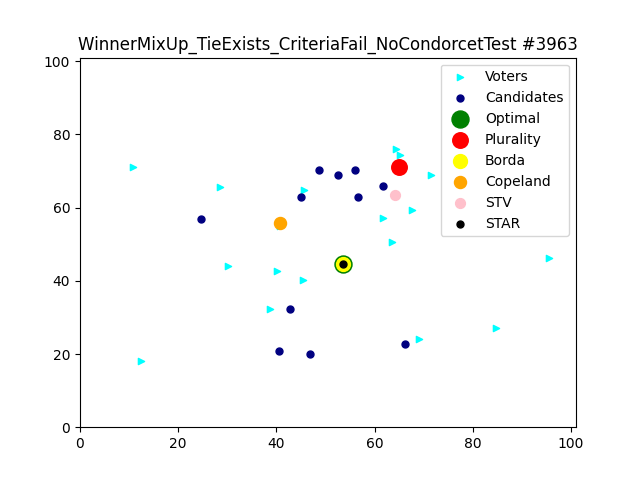 WinnerMixUp_TieExists_CriteriaFail_NoCondorcetTest #3963
100
80
60
40
20
0
0 20 40 60 80 100
Voters
Candidates
Optimal
Plurality
Borda
Copeland
STV
STAR